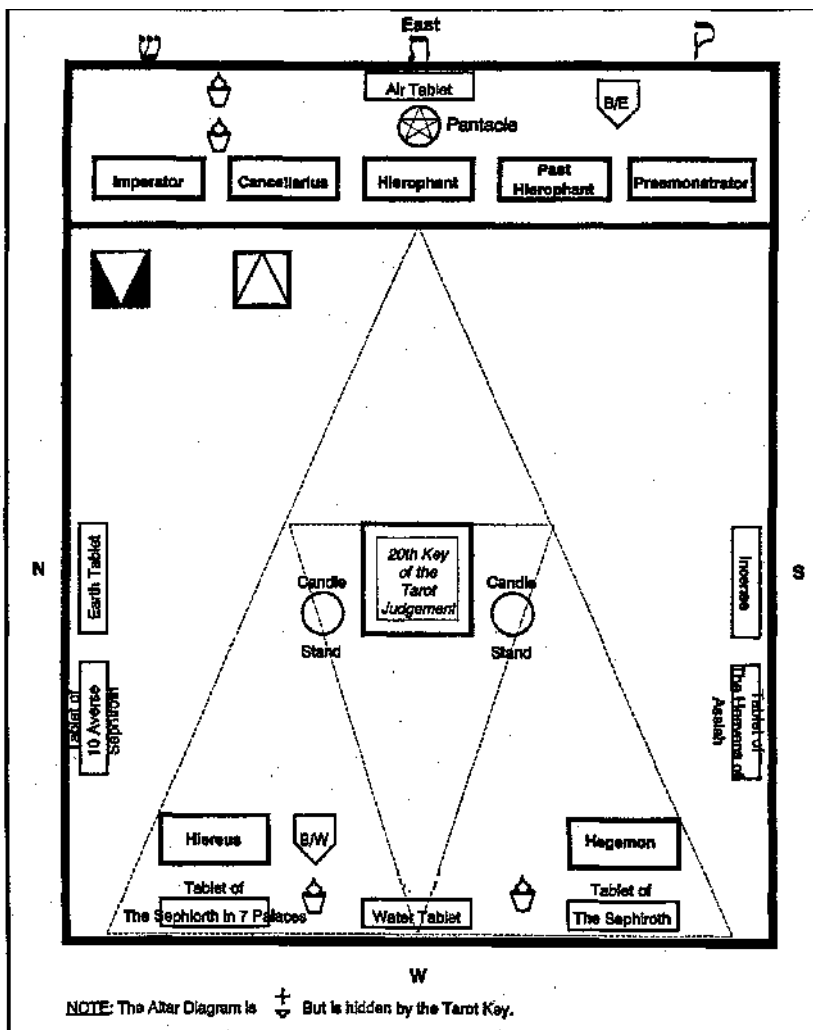 East
ש ת ק
Air Tablet
B/E
Pentacle
Imperator
Cancellarius
Hierophant
Past
Hierophant
Praemonstrator
N
Earth Tablet
Tablet of
10 Averse
Sephiroth
20th Key
of the
Tarot
Judgement
Candle
Stand
Candle
Stand
Incense
S
Tablet of
The Heavens of
Assiah
Hiereus
B/W
Hegemon
Tablet of
The Sephiorth in 7 Palaces
Water Tablet
Tablet of
The Sephiroth
W
NOTE: The Altar Diagram is But is hidden by the Tarot Key.